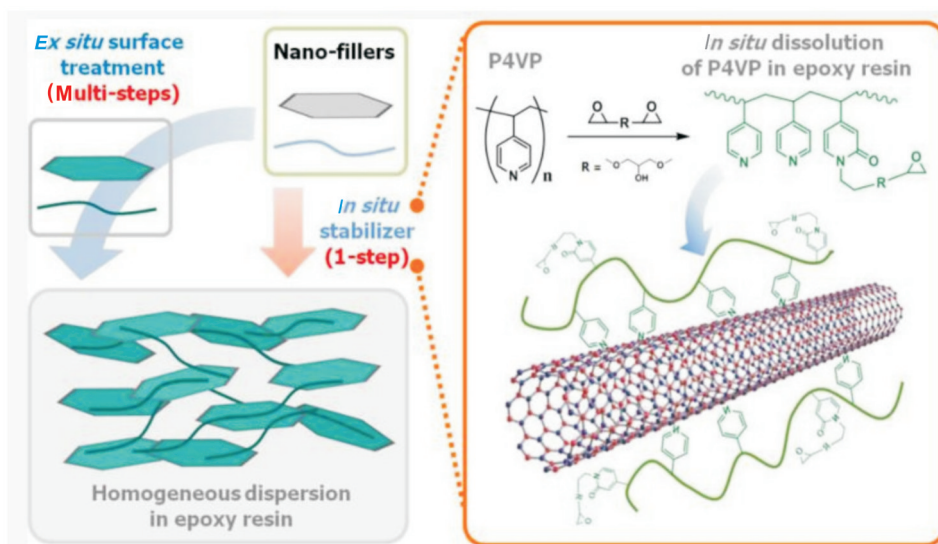 Ex situ surface
treatment
(Multi-steps)
Nano-fillers
In situ
stabilizer
(1-step)
Homogeneous dispersion
in epoxy resin
P4VP
In situ dissolution
of P4VP in epoxy resin
N
n
O
O
R
R =
O
O
OH
N
N
N
O
R
O